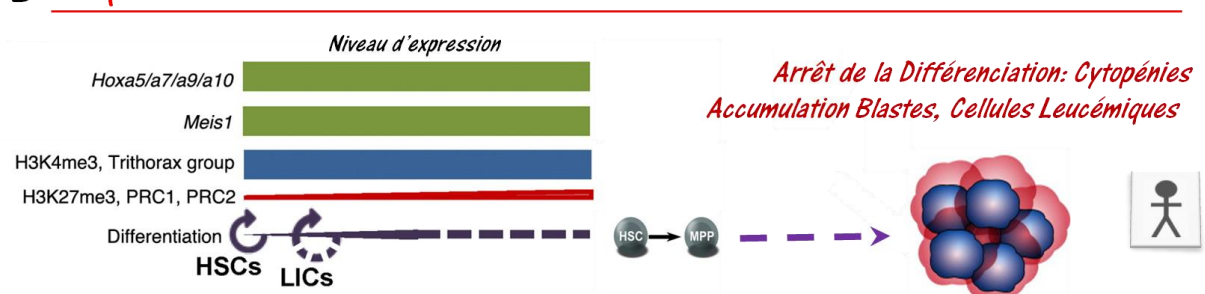 Niveau d'expression
Hoxa5/a7/a9/a10
Meis1
H3K4me3, Trithorax group
H3K27me3, PRC1, PRC2
Differentiation
HSCs
LICs
HSC
MPP
Arrêt de la Différenciation: Cytopénies
Accumulation Blastes, Cellules Leucémiques